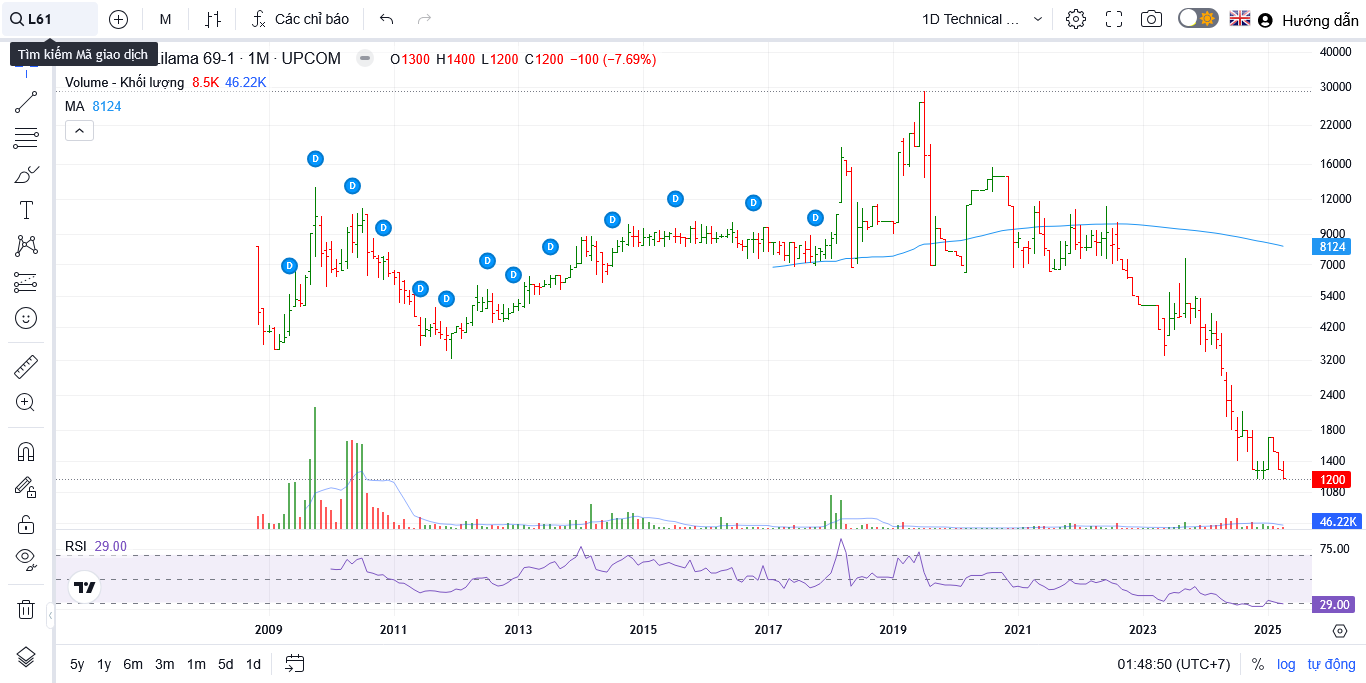 L61 M Các chỉ báo 1D Technical ... Hướng dẫn
Tìm kiếm Mã giao dịch
Lilama 69-1 · 1M · UPCOM O1300 H1400 L1200 C1200 −100 (−7.69%)
Volume - Khối lượng 8.5K 46.22K
MA 8124
D
D
D
D
D
D
D
D
D
D
D
D
D
40000
30000
22000
16000
12000
9000
8124
7000
5400
4200
3200
2400
1800
1400
1200
1080
46.22K
RSI 29.00
75.00
29.00
2009 2011 2013 2015 2017 2019 2021 2023 2025
5y 1y 6m 3m 1m 5d 1d 01:48:50 (UTC+7) % log tự động